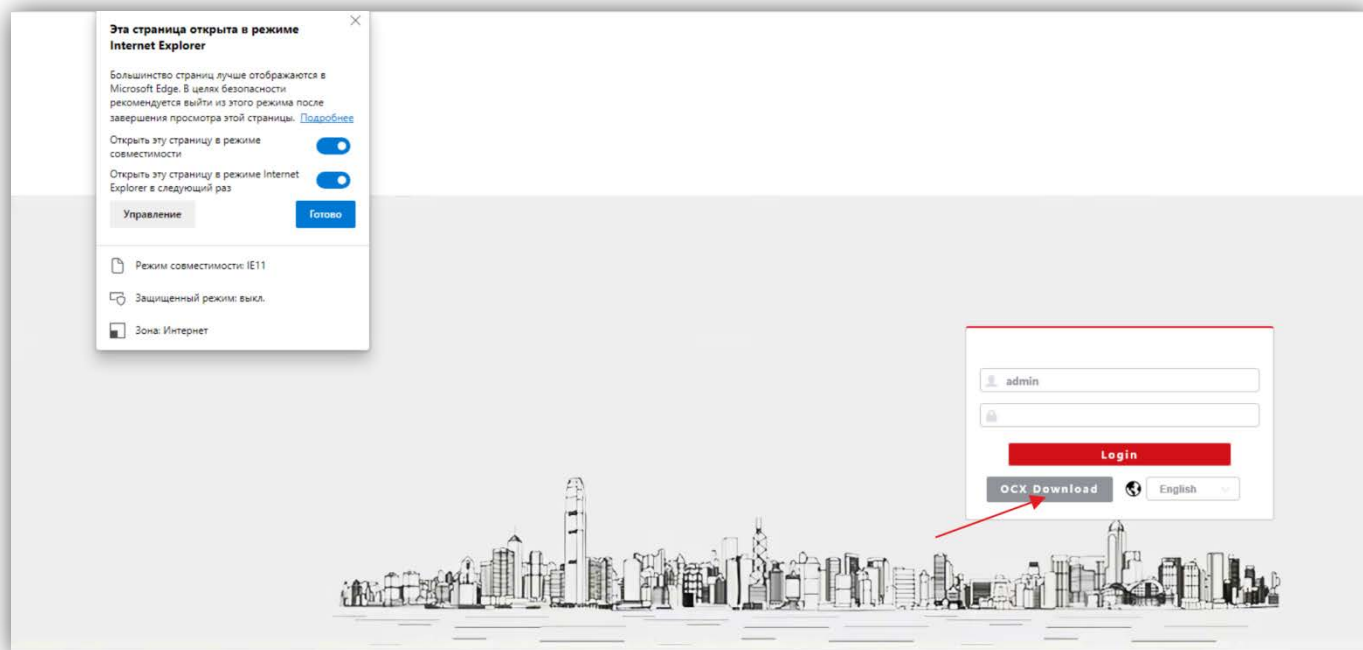 Эта страница открыта в режиме
Internet Explorer
Большинство страниц лучше отображаются в
Microsoft Edge. В целях безопасности
рекомендуется выйти из этого режима после
завершения просмотра этой страницы. Подробнее
Открыть эту страницу в режиме
совместимости
Открыть эту страницу в режиме Internet
Explorer в следующий раз
Управление
Готово
Режим совместимости: IE11
Защищенный режим: выкл.
Зона: Интернет
admin
Login
OCX Download
English